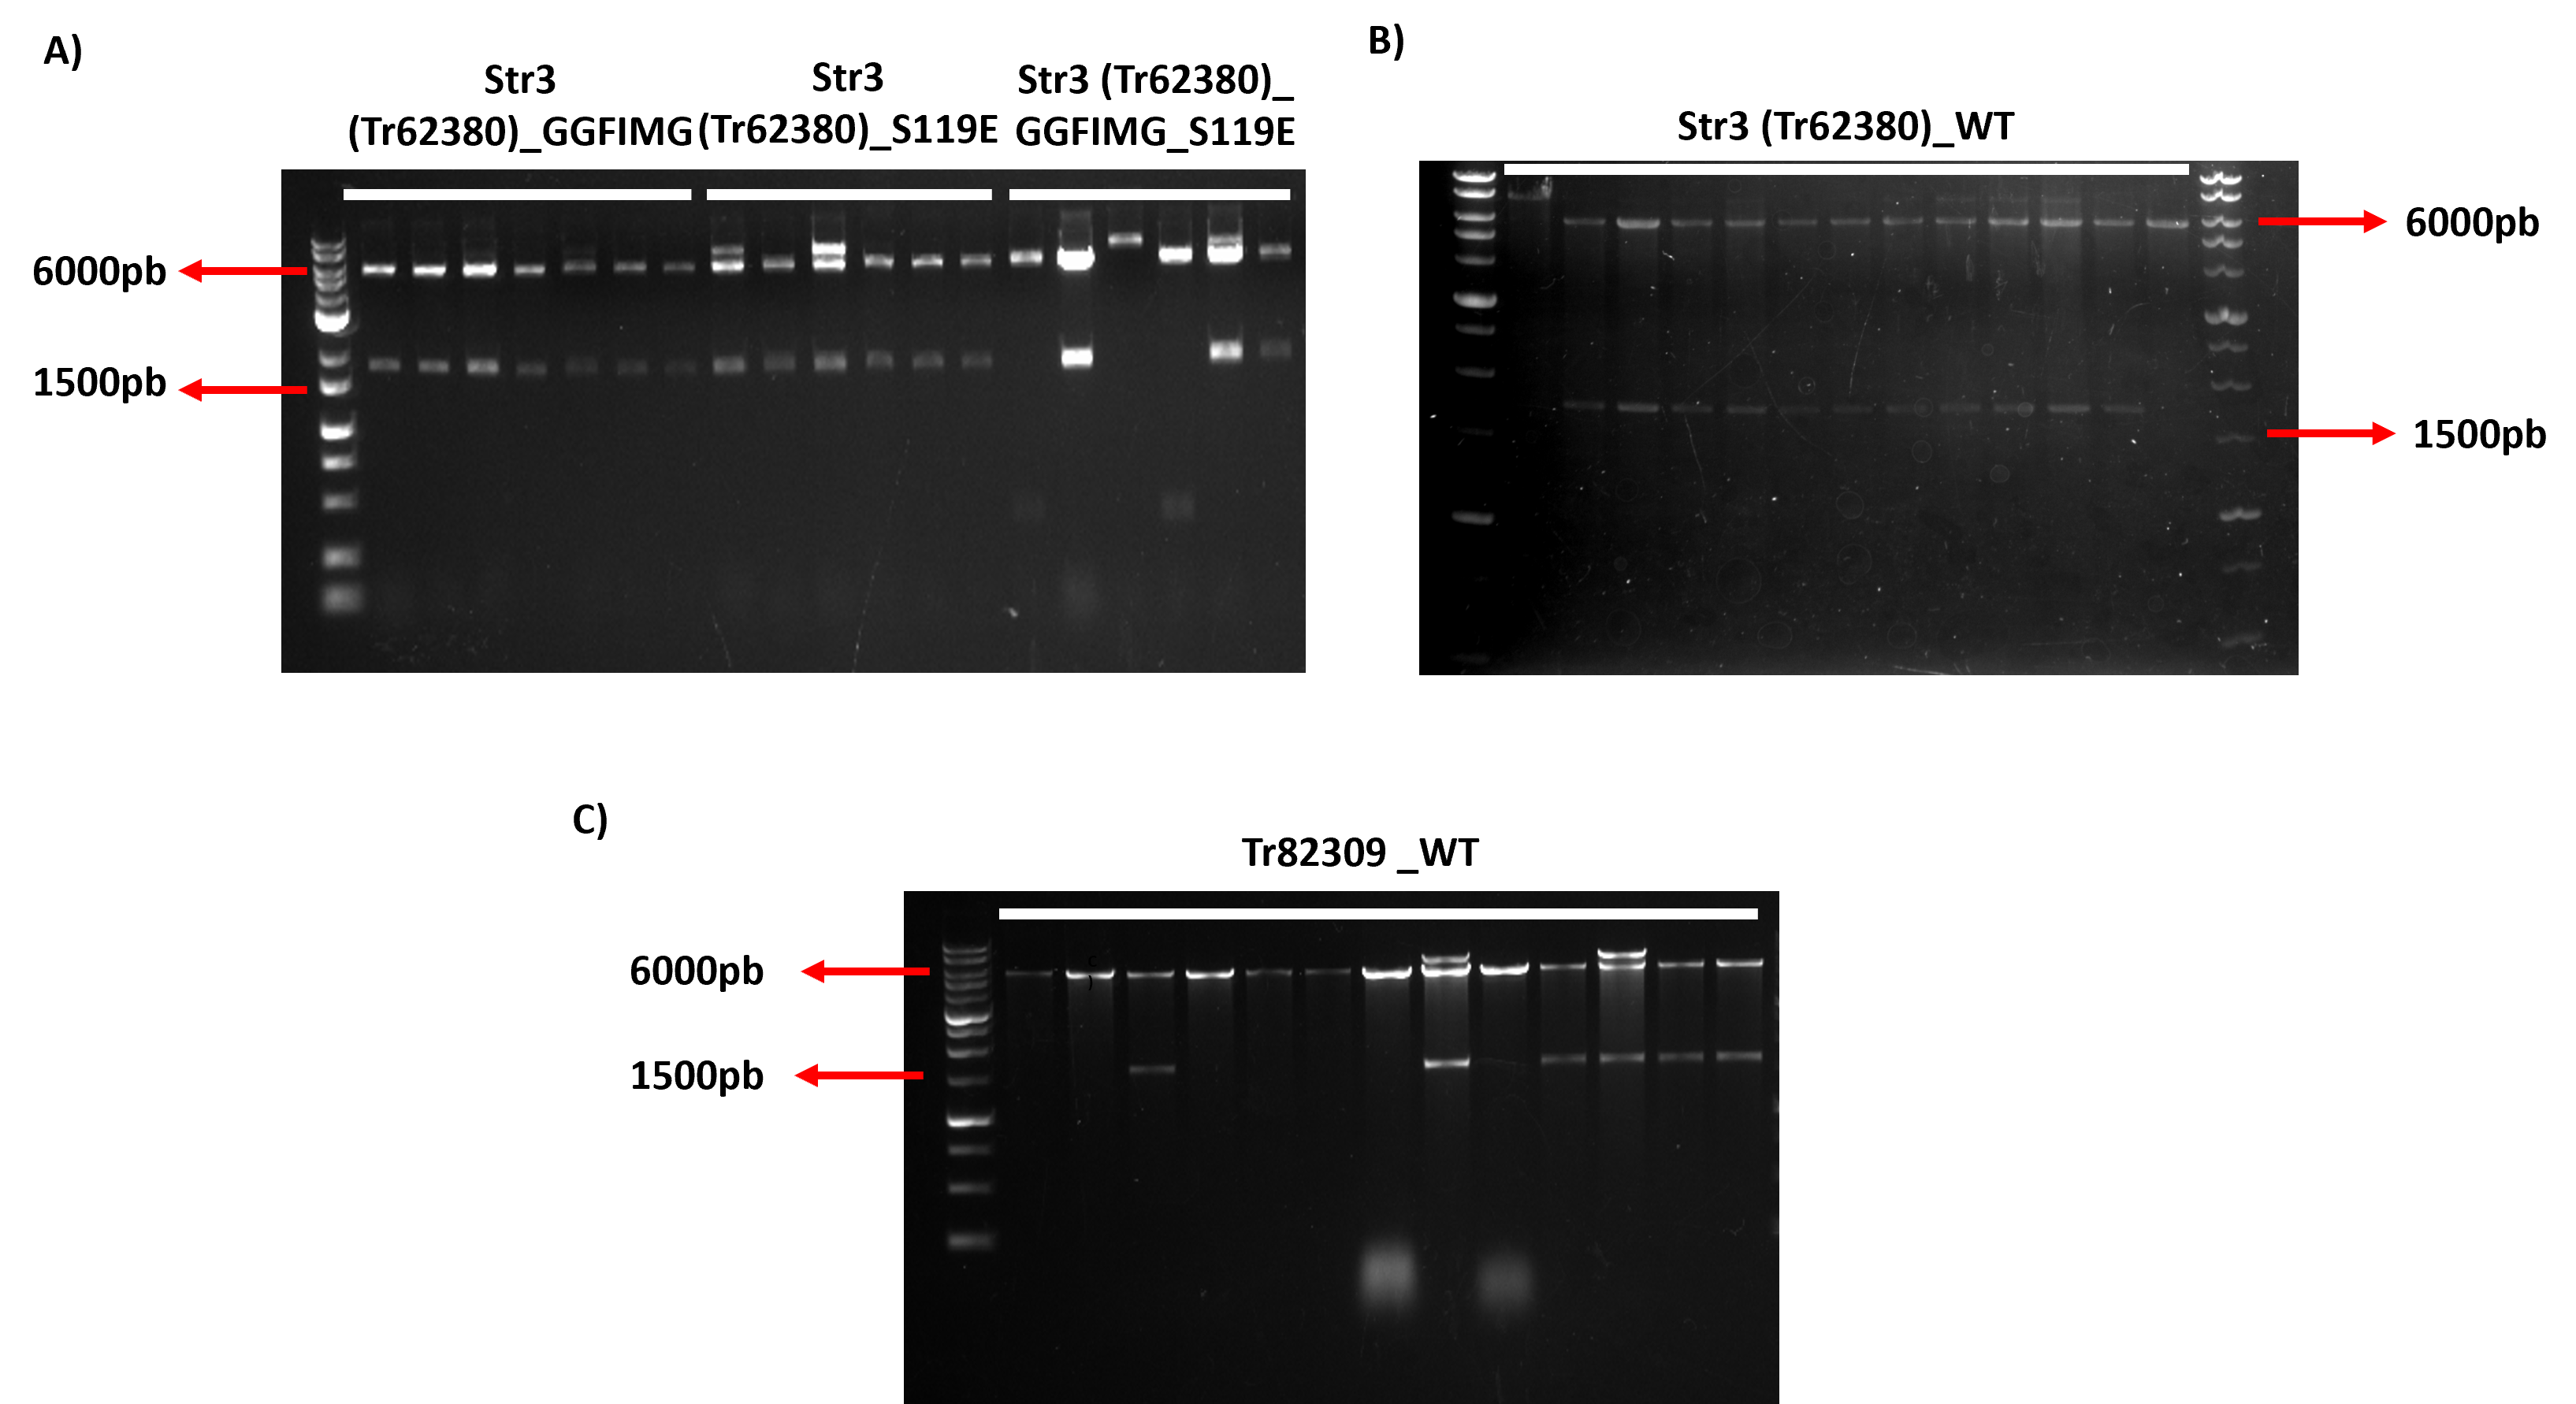 A)
Str3
(Tr62380)_GGFIMG
Str3
(Tr62380)_S119E
Str3 (Tr62380)_
GGFIMG_S119E
6000pb
1500pb
B)
Str3 (Tr62380)_WT
6000pb
1500pb
C)
Tr82309 _WT
6000pb
1500pb